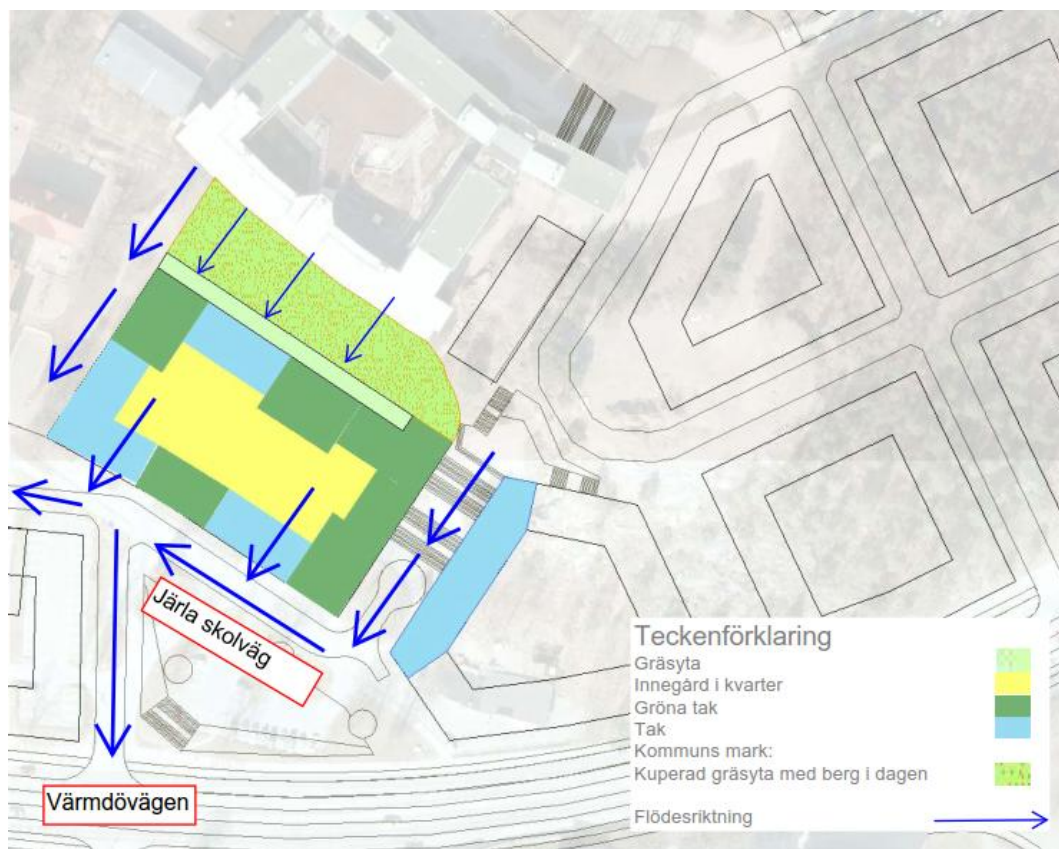 Järla skolväg
Värmdövägen
Teckenförklaring
Gräsyta
Innegård i kvarter
Gröna tak
Tak
Kommuns mark:
Kuperad gräsyta med berg i dagen
Flödesriktning